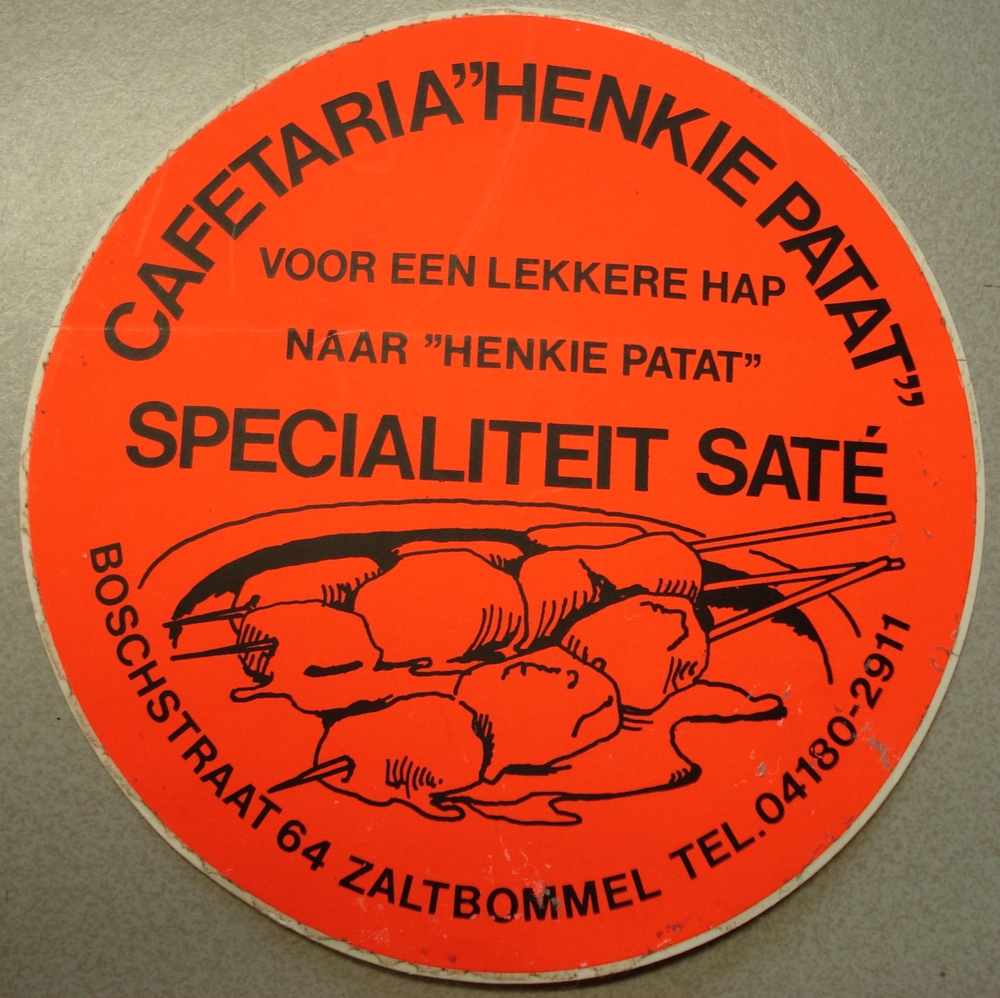 CAFETARIA "HENKIE PATAT"
VOOR EEN LEKKERE HAP
NAAR "HENKIE PATAT"
SPECIALITEIT SATÉ
BOSCHSTRAAT 64 ZALTBOMMEL TEL. 04180-2911